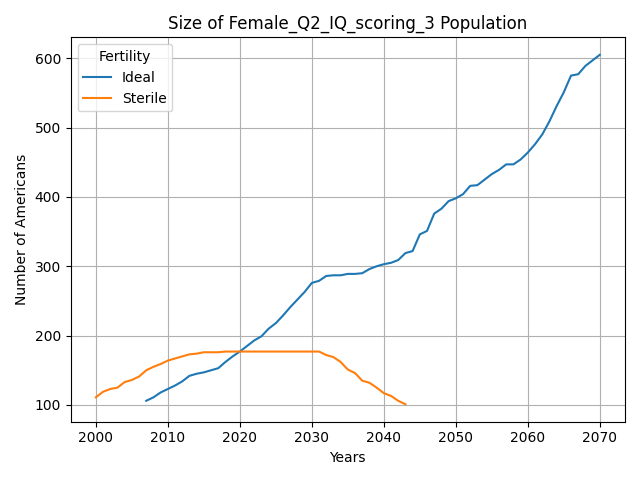 Size of Female_Q2_IQ_scoring_3 Population
Fertility
Ideal
Sterile
Number of Americans
600
500
400
300
200
100
2000 2010 2020 2030 2040 2050 2060 2070
Years